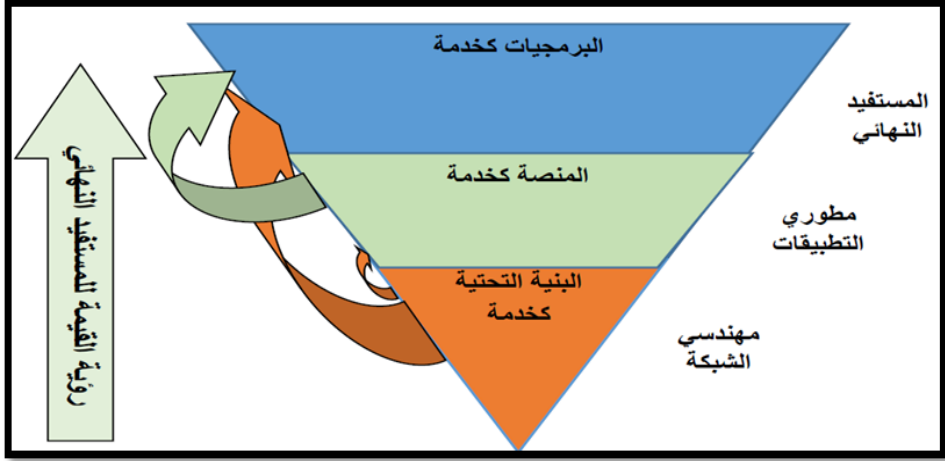 البرمجيات كخدمة
المستفيد
النهائي
المنصة كخدمة
مطوري
التطبيقات
البنية التحتية
كخدمة
مهندسي
الشبكة
رؤية القيمة للمستفيد النهائي